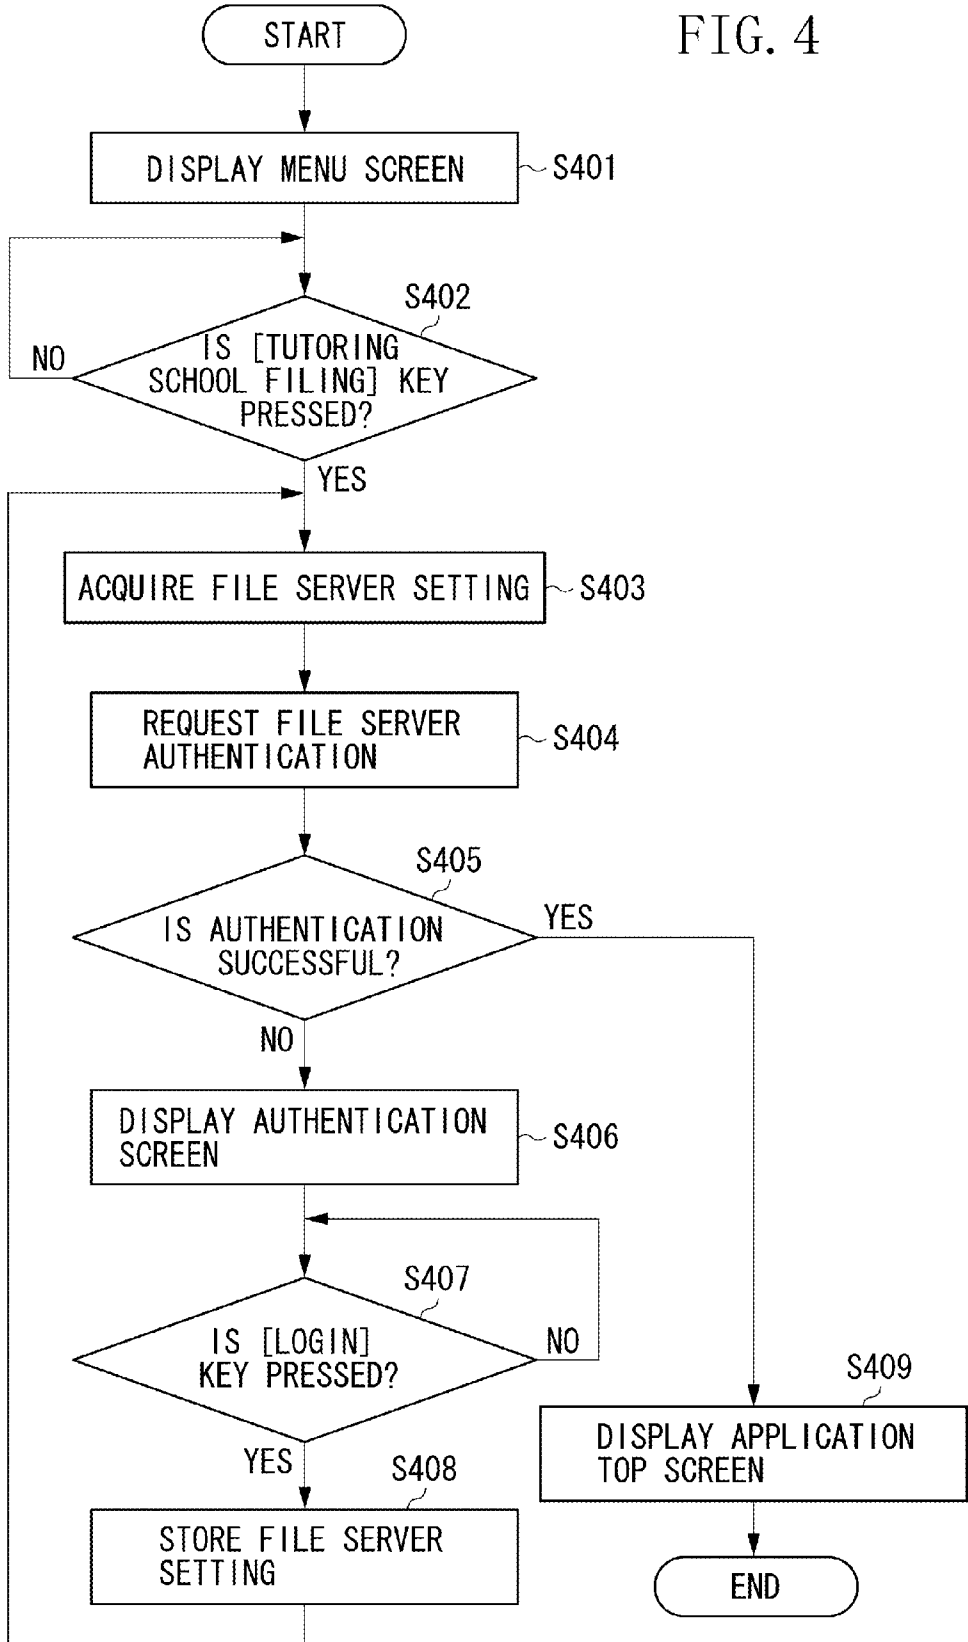 START
FIG. 4
DISPLAY MENU SCREEN
S401
S402
IS [TUTORING
SCHOOL FILING] KEY
PRESSED?
NO
YES
ACQUIRE FILE SERVER SETTING
S403
REQUEST FILE SERVER
AUTHENTICATION
S404
S405
IS AUTHENTICATION
SUCCESSFUL?
YES
NO
DISPLAY AUTHENTICATION
SCREEN
S406
S407
IS [LOGIN]
KEY PRESSED?
NO
YES
S408
STORE FILE SERVER
SETTING
S409
DISPLAY APPLICATION
TOP SCREEN
END